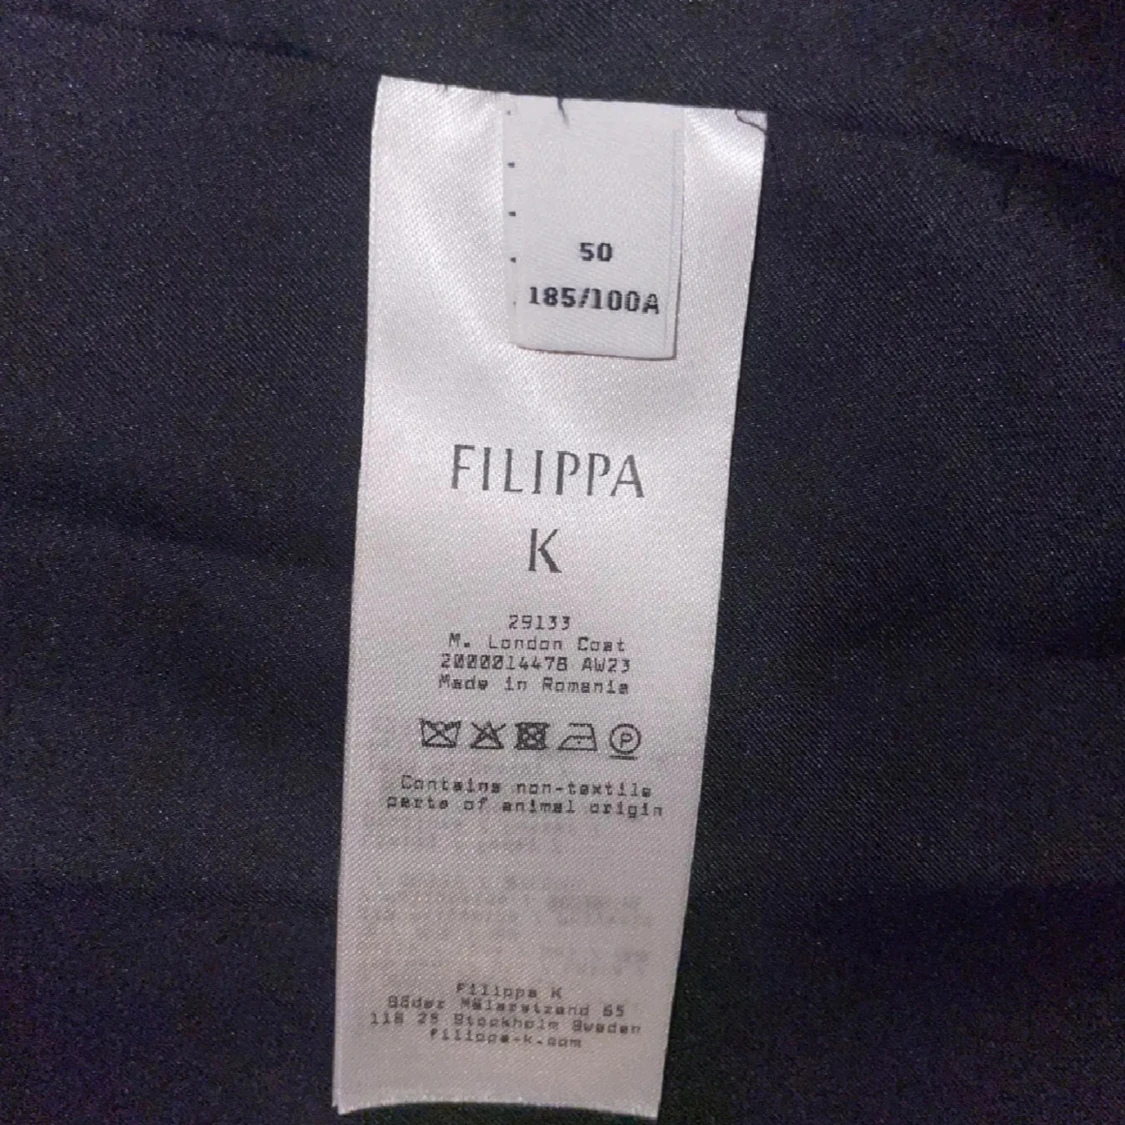 50
185/100A
FILIPPA
K
29133
M. London Coat
2000014478 AW23
Made in Romania
P
Contains non-textile
parts of animal origin
Filippa K
Söder Mälarstrand 65
118 25 Stockholm Sweden
filippa-k.com